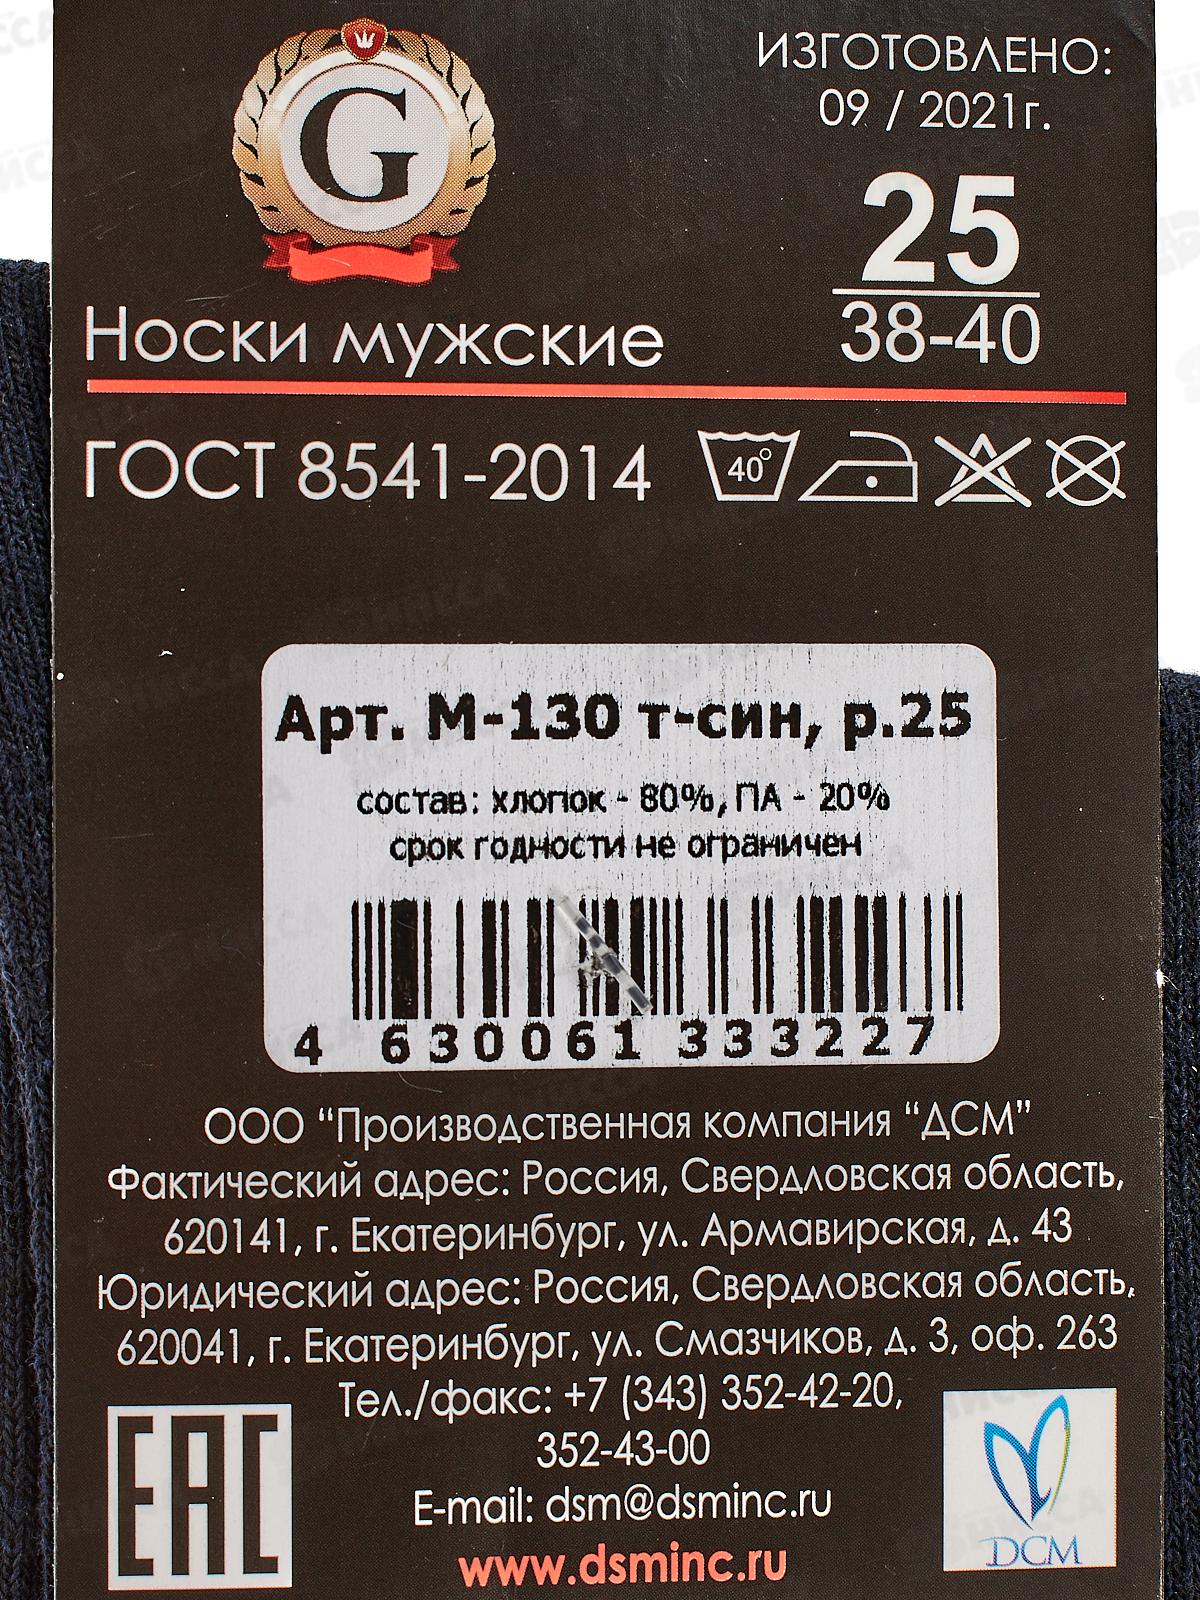 G
ИЗГОТОВЛЕНО:
09 / 2021г.
25
38-40
Носки мужские
ГОСТ 8541-2014
40°
Арт. М-130 т-син, р.25
состав: хлопок - 80%, ПА - 20%
срок годности не ограничен
4 630061 333227
ООО “Производственная компания “ДСМ”
Фактический адрес: Россия, Свердловская область,
620141, г. Екатеринбург, ул. Армавирская, д. 43
Юридический адрес: Россия, Свердловская область,
620041, г. Екатеринбург, ул. Смазчиков, д. 3, оф. 263
Тел./факс: +7 (343) 352-42-20,
352-43-00
E-mail: dsm@dsminc.ru
www.dsminc.ru
EAC
DCM